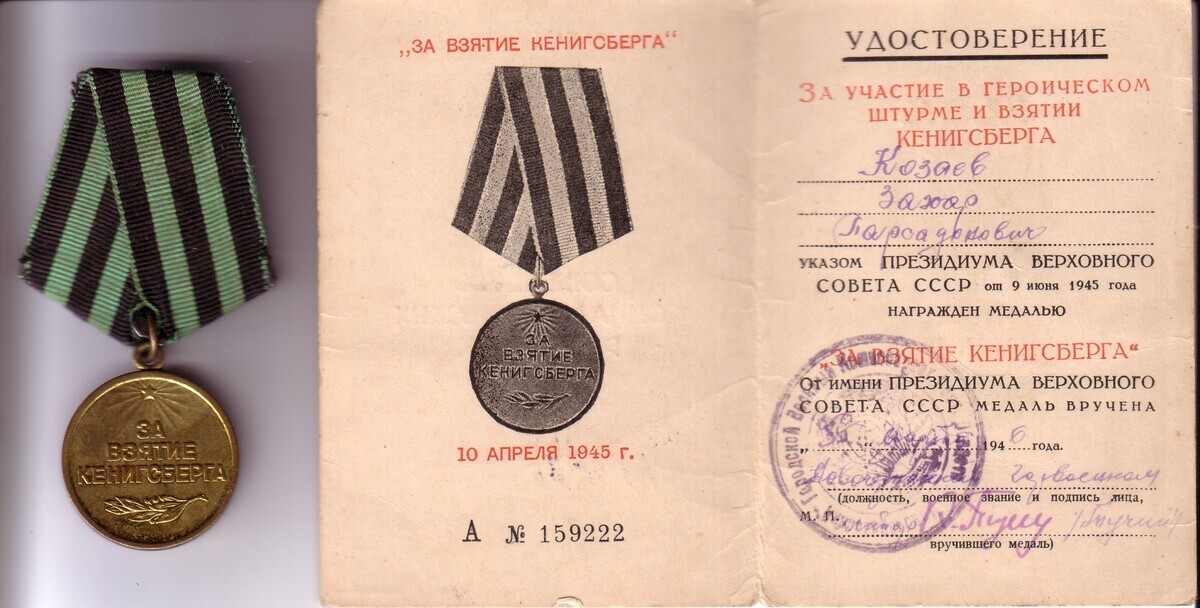 ЗА
ВЗЯТИЕ
КЕНИГСБЕРГА
„ЗА ВЗЯТИЕ КЕНИГСБЕРГА“
ЗА
ВЗЯТИЕ
КЕНИГСБЕРГА
10 АПРЕЛЯ 1945 г.
А № 159222
УДОСТОВЕРЕНИЕ
ЗА УЧАСТИЕ В ГЕРОИЧЕСКОМ
ШТУРМЕ И ВЗЯТИИ
КЕНИГСБЕРГА
Козаев
Захар
Парсаданович
УКАЗОМ ПРЕЗИДИУМА ВЕРХОВНОГО
СОВЕТА СССР от 9 июня 1945 года
НАГРАЖДЕН МЕДАЛЬЮ
„ЗА ВЗЯТИЕ КЕНИГСБЕРГА“
От имени ПРЕЗИДИУМА ВЕРХОВНОГО
СОВЕТА СССР МЕДАЛЬ ВРУЧЕНА
1946 года.
(должность, военное звание и подпись лица,
М. П.
вручившего медаль)